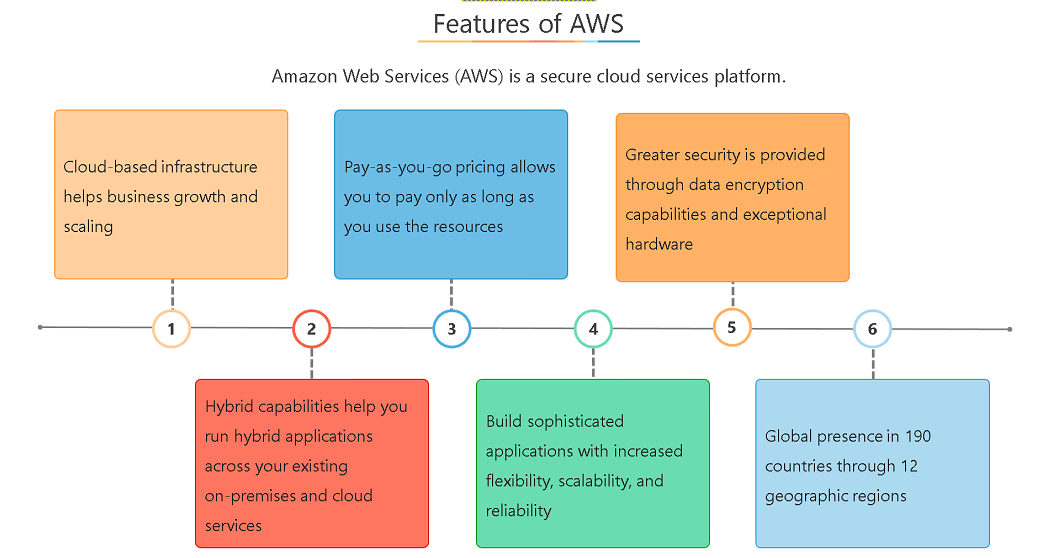 Features of AWS
Amazon Web Services (AWS) is a secure cloud services platform.
Cloud-based infrastructure
helps business growth and
scaling
Pay-as-you-go pricing allows
you to pay only as long as
you use the resources
Greater security is provided
through data encryption
capabilities and exceptional
hardware
1
2
3
4
5
6
Hybrid capabilities help you
run hybrid applications
across your existing
on-premises and cloud
services
Build sophisticated
applications with increased
flexibility, scalability, and
reliability
Global presence in 190
countries through 12
geographic regions